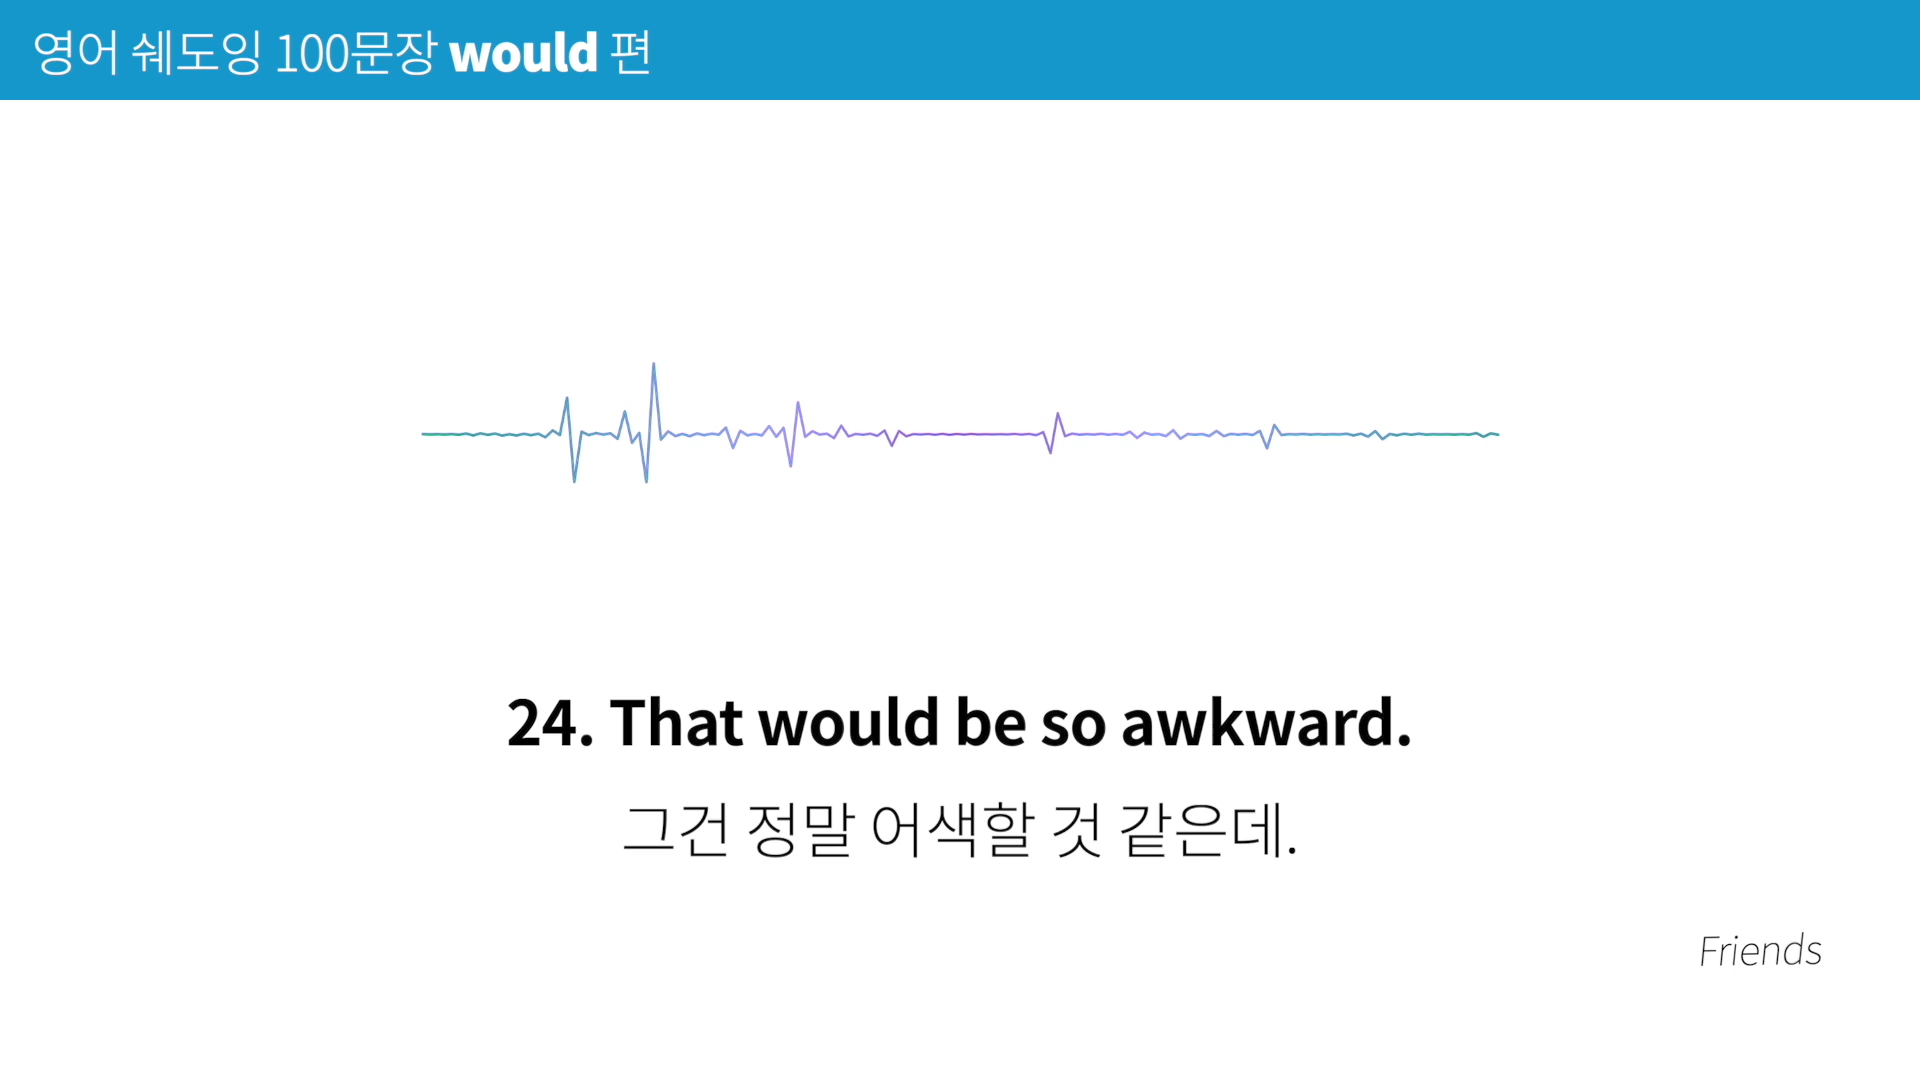 영어 쉐도잉 100문장 would 편
24. That would be so awkward.
그건 정말 어색할 것 같은데.
Friends